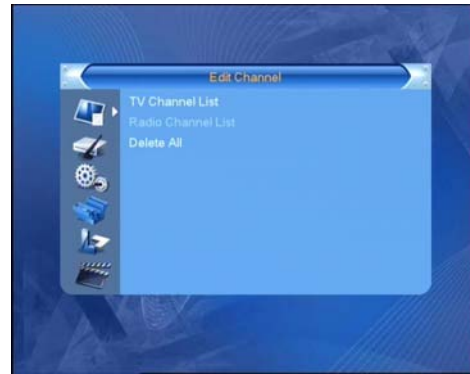 Edit Channel
TV Channel List
Radio Channel List
Delete All